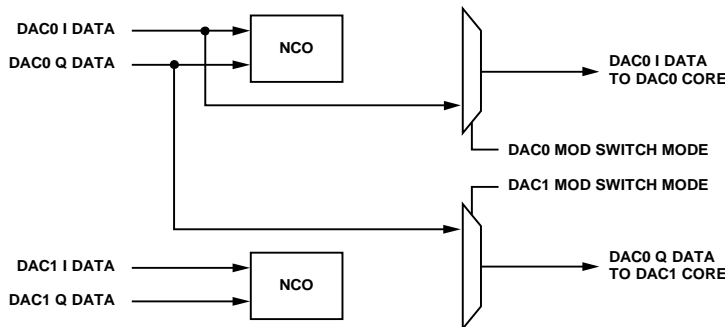 DAC0 I DATA
DAC0 Q DATA
NCO
DAC0 I DATA
TO DAC0 CORE
DAC0 MOD SWITCH MODE
DAC1 MOD SWITCH MODE
DAC1 I DATA
DAC1 Q DATA
NCO
DAC0 Q DATA
TO DAC1 CORE